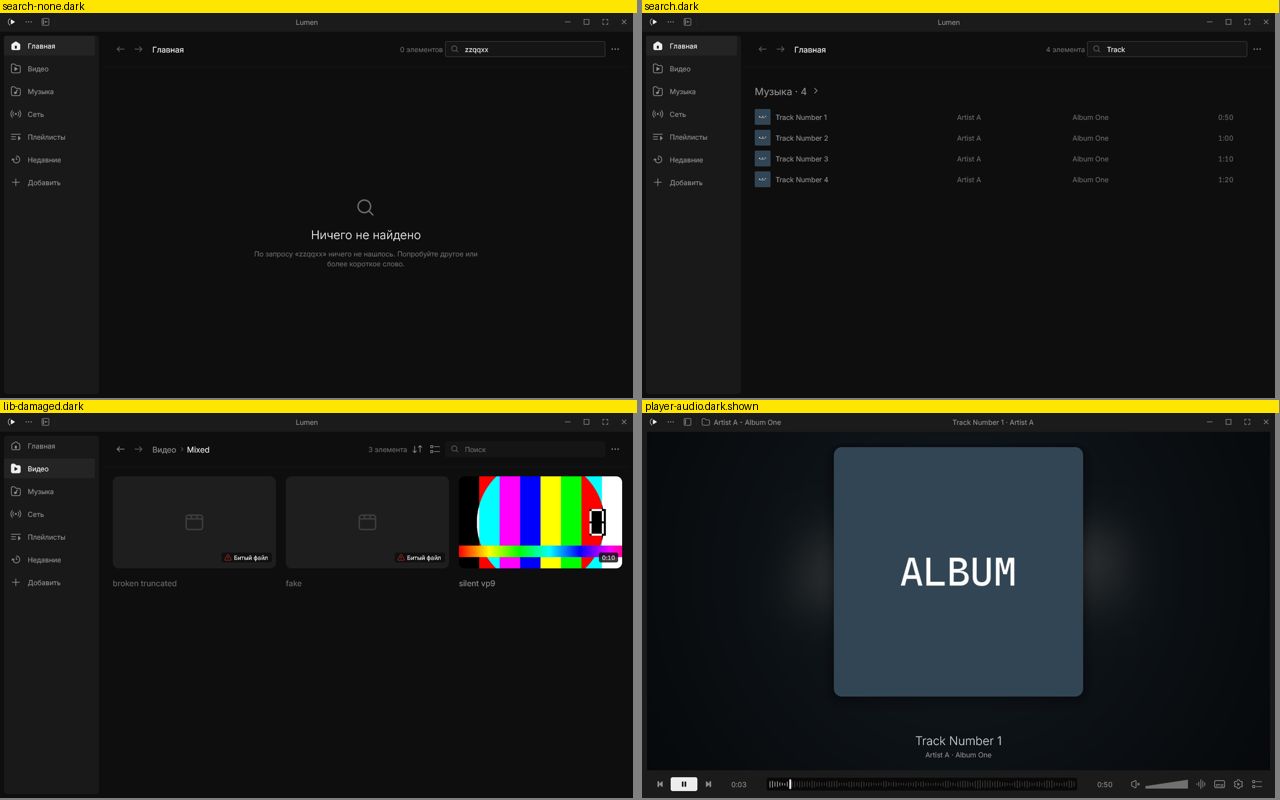 search-none.dark
Lumen
Главная
Видео
Музыка
Сеть
Плейлисты
Недавние
Добавить
Главная
0 элементов
zzqqxx
Ничего не найдено
По запросу «zzqqxx» ничего не нашлось. Попробуйте другое или
более короткое слово.
search.dark
Lumen
Главная
Видео
Музыка
Сеть
Плейлисты
Недавние
Добавить
Главная
4 элемента
Track
Музыка · 4
Track Number 1 Artist A Album One 0:50
Track Number 2 Artist A Album One 1:00
Track Number 3 Artist A Album One 1:10
Track Number 4 Artist A Album One 1:20
lib-damaged.dark
Lumen
Главная
Видео
Музыка
Сеть
Плейлисты
Недавние
Добавить
Видео › Mixed
3 элемента
Поиск
Битый файл
Битый файл
0:10
broken truncated
fake
silent vp9
player-audio.dark.shown
Artist A - Album One
Track Number 1 · Artist A
ALBUM
Track Number 1
Artist A · Album One
0:03
0:50